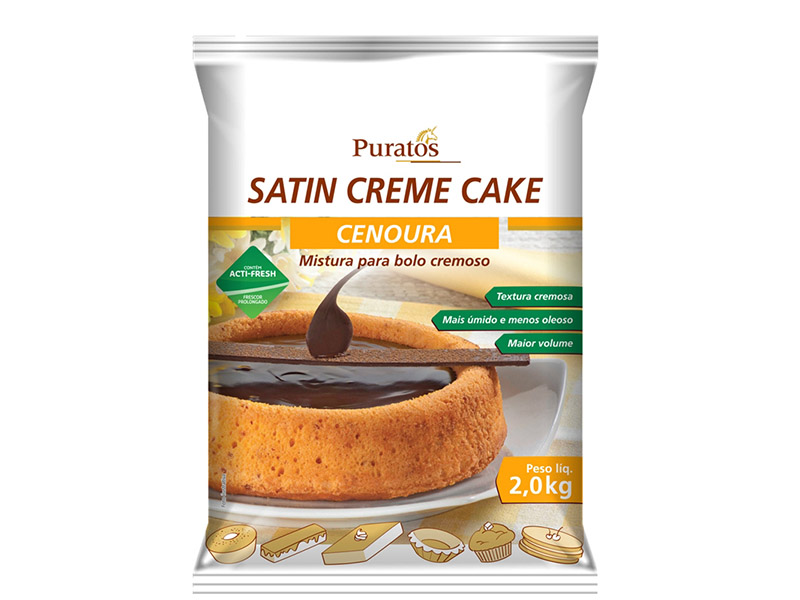 Puratos
SATIN CREME CAKE
CENOURA
Mistura para bolo cremoso
CONTÉM
ACTI-FRESH
FRESCOR
PROLONGADO
Textura cremosa
Mais úmido e menos oleoso
Maior volume
Peso líq.
2,0kg